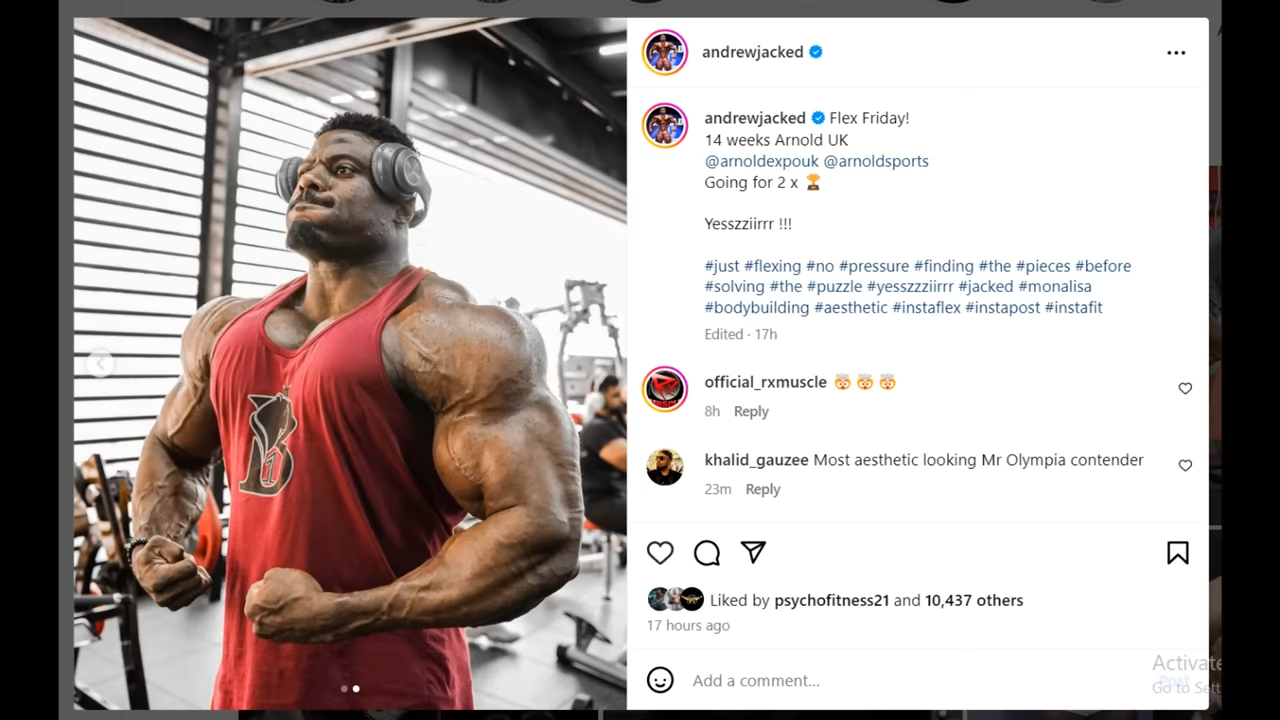 andrewjacked
andrewjacked Flex Friday!
14 weeks Arnold UK
@arnoldexpouk @arnoldsports
Going for 2 x 🏆
Yesszziirrr !!!
#just #flexing #no #pressure #finding #the #pieces #before
#solving #the #puzzle #yesszzziirrr #jacked #monalisa
#bodybuilding #aesthetic #instaflex #instapost #instafit
Edited · 17h
official_rxmuscle 🤯 🤯 🤯
8h Reply
khalid_gauzee Most aesthetic looking Mr Olympia contender
23m Reply
Liked by psychofitness21 and 10,437 others
17 hours ago
Add a comment...
Post
Activate
Go to Sett